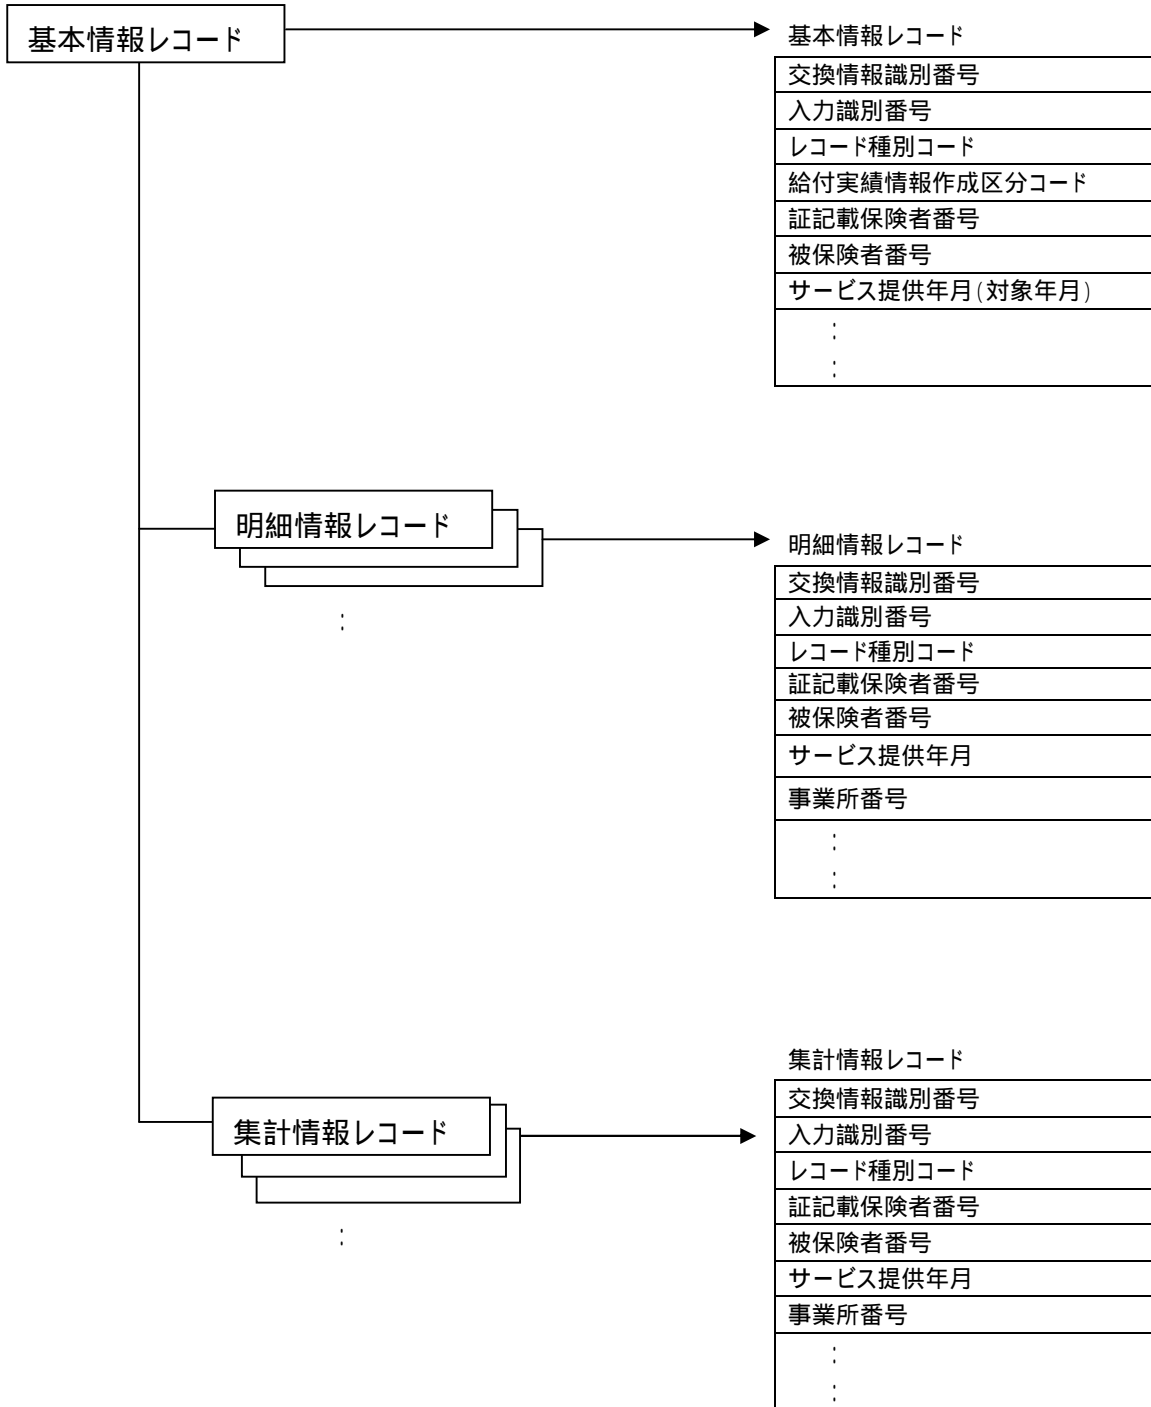 基本情報レコード
基本情報レコード
交換情報識別番号
入力識別番号
レコード種別コード
給付実績情報作成区分コード
証記載保険者番号
被保険者番号
サービス提供年月(対象年月)
:
:
明細情報レコード
:
明細情報レコード
交換情報識別番号
入力識別番号
レコード種別コード
証記載保険者番号
被保険者番号
サービス提供年月
事業所番号
:
:
集計情報レコード
:
集計情報レコード
交換情報識別番号
入力識別番号
レコード種別コード
証記載保険者番号
被保険者番号
サービス提供年月
事業所番号
:
: